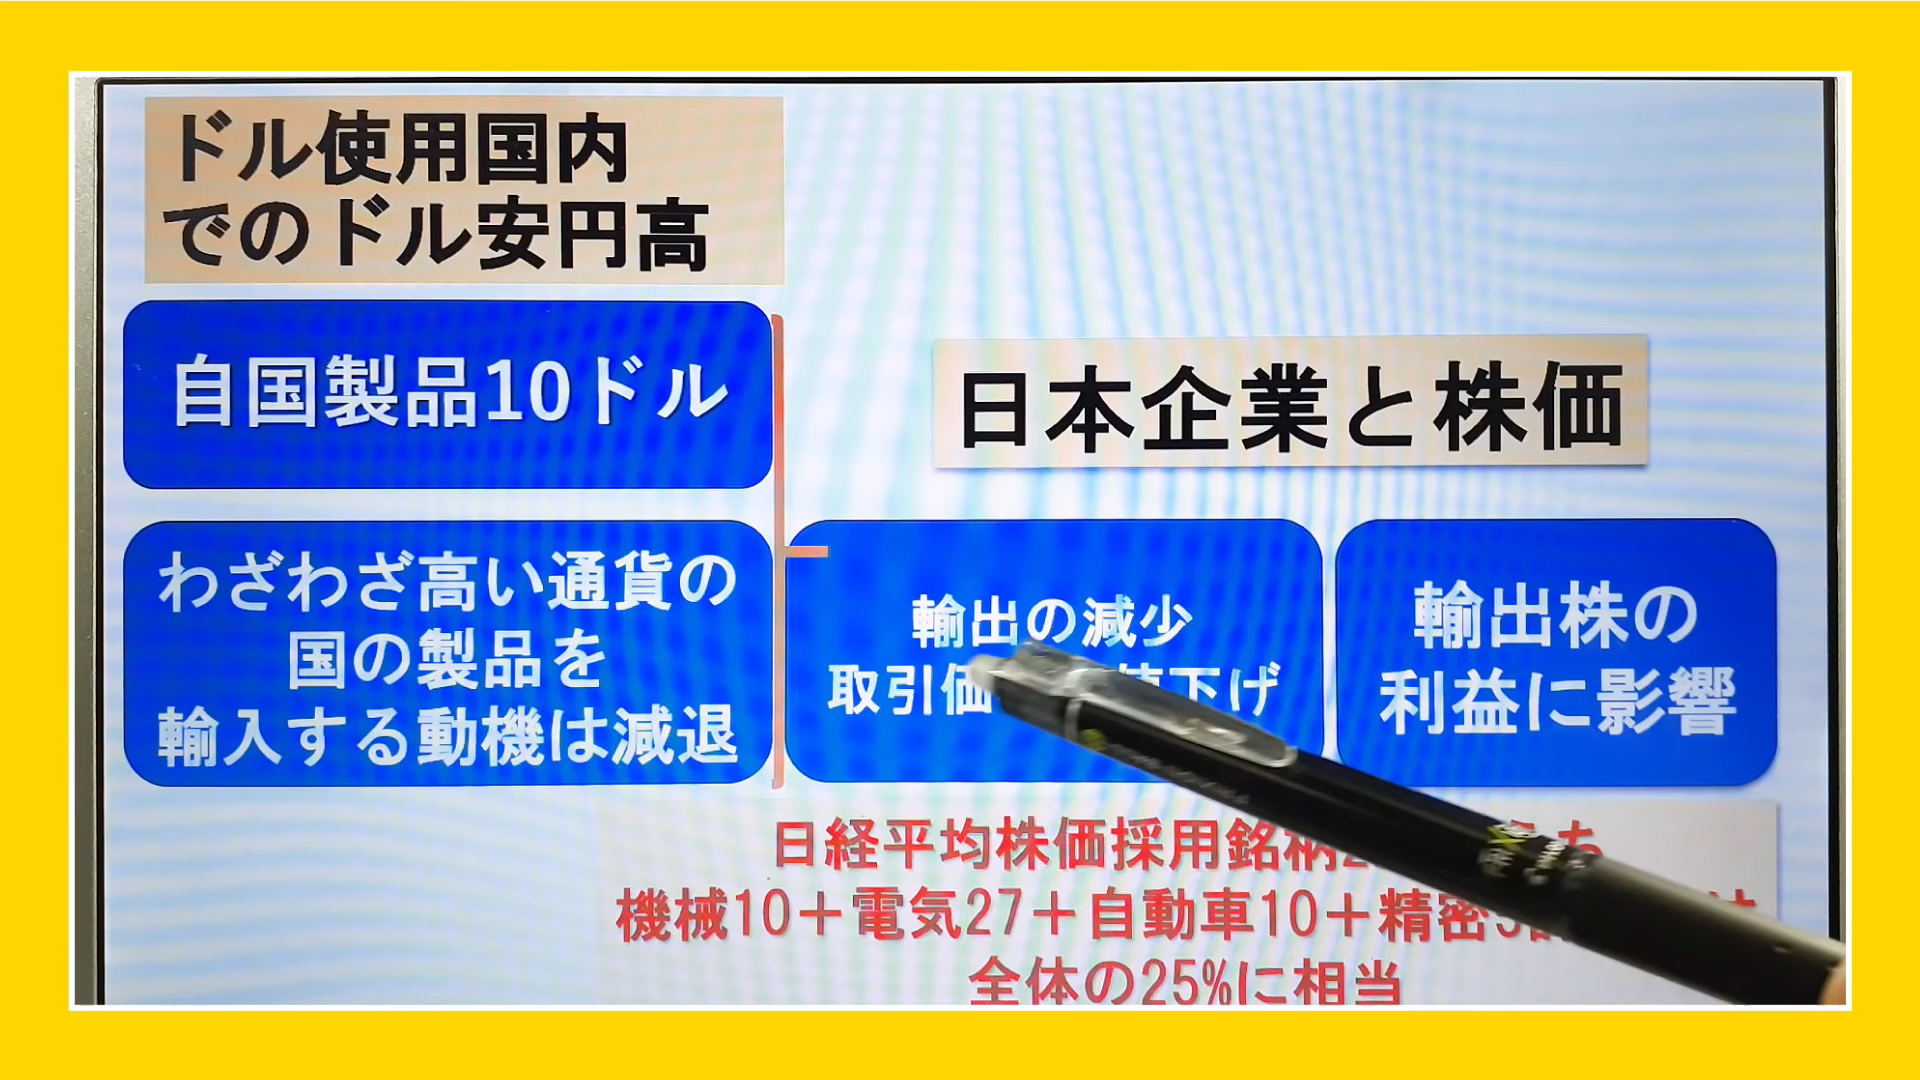 ドル使用国内
でのドル安円高
自国製品10ドル
わざわざ高い通貨の
国の製品を
輸入する動機は減退
日本企業と株価
輸出の減少
取引価 値下げ
輸出株の
利益に影響
日経平均株価採用銘柄 うち
機械10＋電気27＋自動車10＋精密5 は
全体の25%に相当